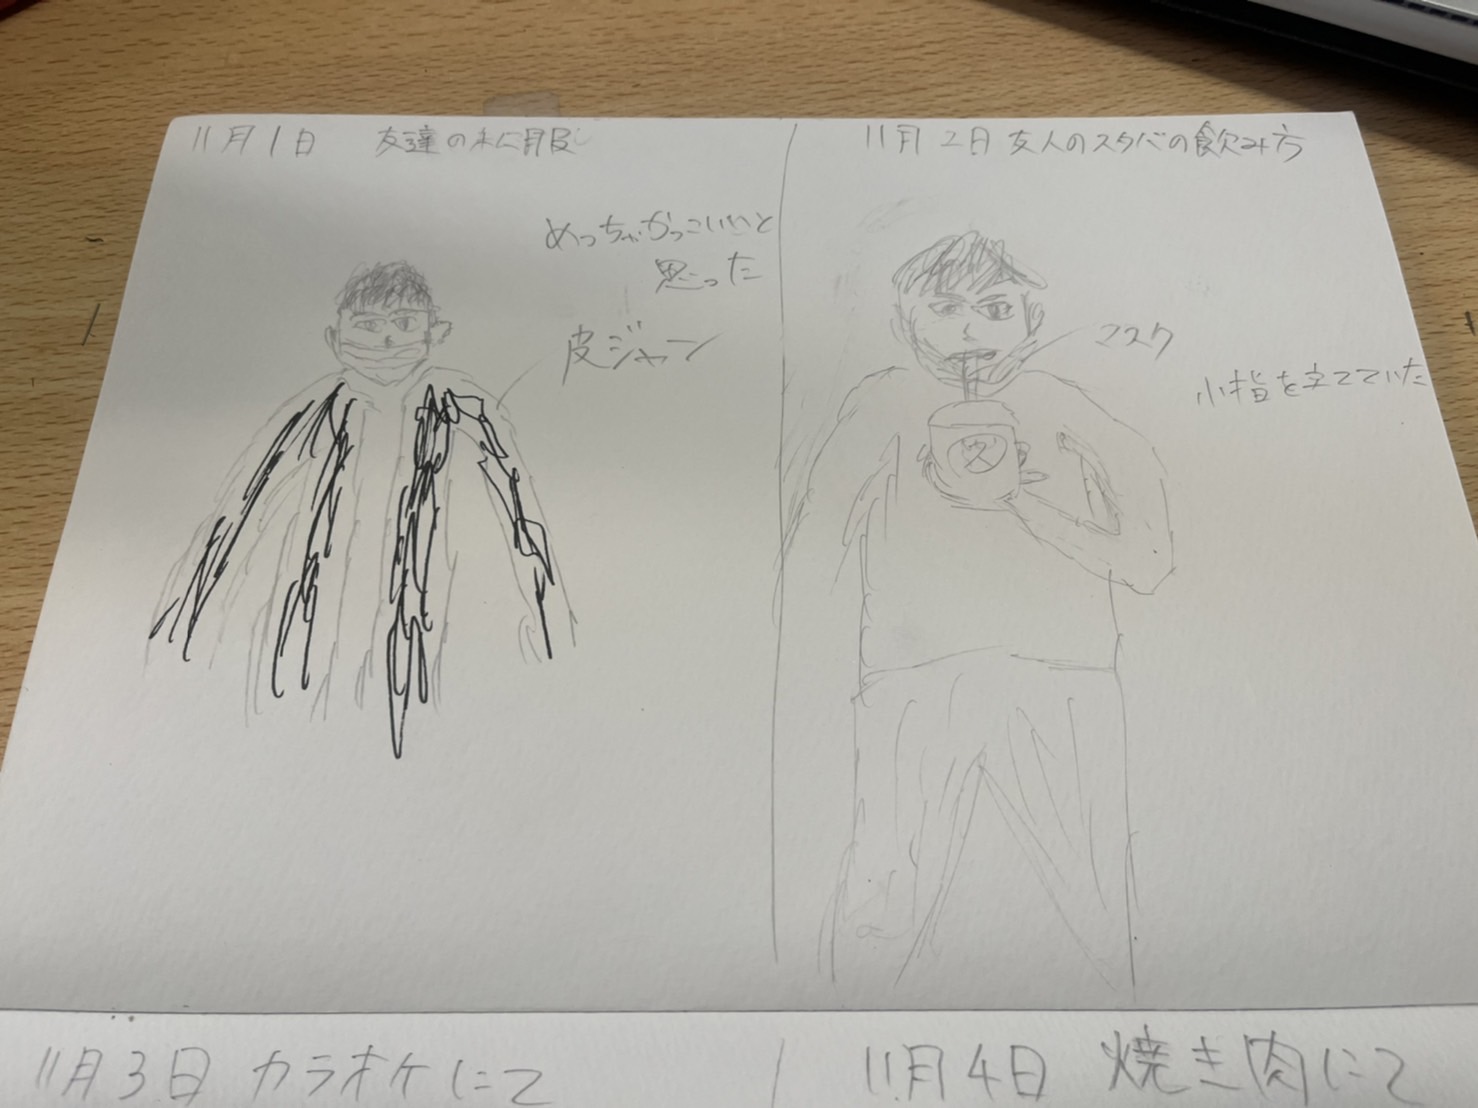 11月1日 友達の私服
めっちゃかっこいいと
思った
皮ジャン
11月2日 友人のスタバの飲み方
マスク
小指を立てていた
11月3日 カラオケにて
11月4日 焼き肉にて